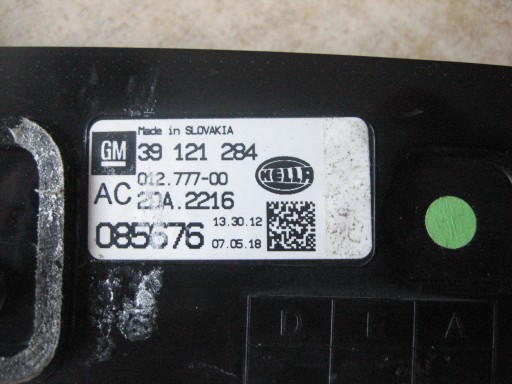 Made in SLOVAKIA
GM 39 121 284
012.777-00
HELLA
AC 20A.2216
13.30.12
085676 07.05.18
D E A